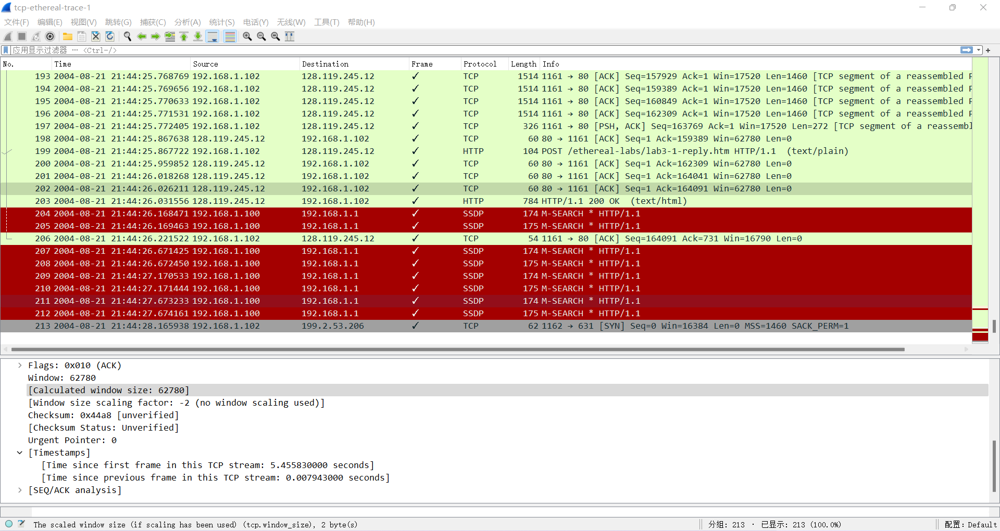 tcp-ethereal-trace-1
文件(F) 编辑(E) 视图(V) 跳转(G) 捕获(C) 分析(A) 统计(S) 电话(Y) 无线(W) 工具(T) 帮助(H)
应用显示过滤器 … <Ctrl-/>
No. Time Source Destination Frame Protocol Length Info
193 2004-08-21 21:44:25.768769 192.168.1.102 128.119.245.12 ✓ TCP 1514 1161 → 80 [ACK] Seq=157929 Ack=1 Win=17520 Len=1460 [TCP segment of a reassembled P
194 2004-08-21 21:44:25.769656 192.168.1.102 128.119.245.12 ✓ TCP 1514 1161 → 80 [ACK] Seq=159389 Ack=1 Win=17520 Len=1460 [TCP segment of a reassembled P
195 2004-08-21 21:44:25.770633 192.168.1.102 128.119.245.12 ✓ TCP 1514 1161 → 80 [ACK] Seq=160849 Ack=1 Win=17520 Len=1460 [TCP segment of a reassembled P
196 2004-08-21 21:44:25.771531 192.168.1.102 128.119.245.12 ✓ TCP 1514 1161 → 80 [ACK] Seq=162309 Ack=1 Win=17520 Len=1460 [TCP segment of a reassembled P
197 2004-08-21 21:44:25.772405 192.168.1.102 128.119.245.12 ✓ TCP 326 1161 → 80 [PSH, ACK] Seq=163769 Ack=1 Win=17520 Len=272 [TCP segment of a reassembl
198 2004-08-21 21:44:25.867638 128.119.245.12 192.168.1.102 ✓ TCP 60 80 → 1161 [ACK] Seq=1 Ack=159389 Win=62780 Len=0
199 2004-08-21 21:44:25.867722 192.168.1.102 128.119.245.12 ✓ HTTP 104 POST /ethereal-labs/lab3-1-reply.htm HTTP/1.1 (text/plain)
200 2004-08-21 21:44:25.959852 128.119.245.12 192.168.1.102 ✓ TCP 60 80 → 1161 [ACK] Seq=1 Ack=162309 Win=62780 Len=0
201 2004-08-21 21:44:26.018268 128.119.245.12 192.168.1.102 ✓ TCP 60 80 → 1161 [ACK] Seq=1 Ack=164041 Win=62780 Len=0
202 2004-08-21 21:44:26.026211 128.119.245.12 192.168.1.102 ✓ TCP 60 80 → 1161 [ACK] Seq=1 Ack=164091 Win=62780 Len=0
203 2004-08-21 21:44:26.031556 128.119.245.12 192.168.1.102 ✓ HTTP 784 HTTP/1.1 200 OK (text/html)
204 2004-08-21 21:44:26.168471 192.168.1.100 192.168.1.1 ✓ SSDP 174 M-SEARCH * HTTP/1.1
205 2004-08-21 21:44:26.169463 192.168.1.100 192.168.1.1 ✓ SSDP 175 M-SEARCH * HTTP/1.1
206 2004-08-21 21:44:26.221522 192.168.1.102 128.119.245.12 ✓ TCP 54 1161 → 80 [ACK] Seq=164091 Ack=731 Win=16790 Len=0
207 2004-08-21 21:44:26.671425 192.168.1.100 192.168.1.1 ✓ SSDP 174 M-SEARCH * HTTP/1.1
208 2004-08-21 21:44:26.672450 192.168.1.100 192.168.1.1 ✓ SSDP 175 M-SEARCH * HTTP/1.1
209 2004-08-21 21:44:27.170533 192.168.1.100 192.168.1.1 ✓ SSDP 174 M-SEARCH * HTTP/1.1
210 2004-08-21 21:44:27.171444 192.168.1.100 192.168.1.1 ✓ SSDP 175 M-SEARCH * HTTP/1.1
211 2004-08-21 21:44:27.673233 192.168.1.100 192.168.1.1 ✓ SSDP 174 M-SEARCH * HTTP/1.1
212 2004-08-21 21:44:27.674161 192.168.1.100 192.168.1.1 ✓ SSDP 175 M-SEARCH * HTTP/1.1
213 2004-08-21 21:44:28.165938 192.168.1.102 199.2.53.206 ✓ TCP 62 1162 → 631 [SYN] Seq=0 Win=16384 Len=0 MSS=1460 SACK_PERM=1
Flags: 0x010 (ACK)
Window: 62780
[Calculated window size: 62780]
[Window size scaling factor: -2 (no window scaling used)]
Checksum: 0x44a8 [unverified]
[Checksum Status: Unverified]
Urgent Pointer: 0
[Timestamps]
[Time since first frame in this TCP stream: 5.455830000 seconds]
[Time since previous frame in this TCP stream: 0.007943000 seconds]
[SEQ/ACK analysis]
The scaled window size (if scaling has been used) (tcp.window_size), 2 byte(s) 分组: 213 · 已显示: 213 (100.0%) 配置: Default